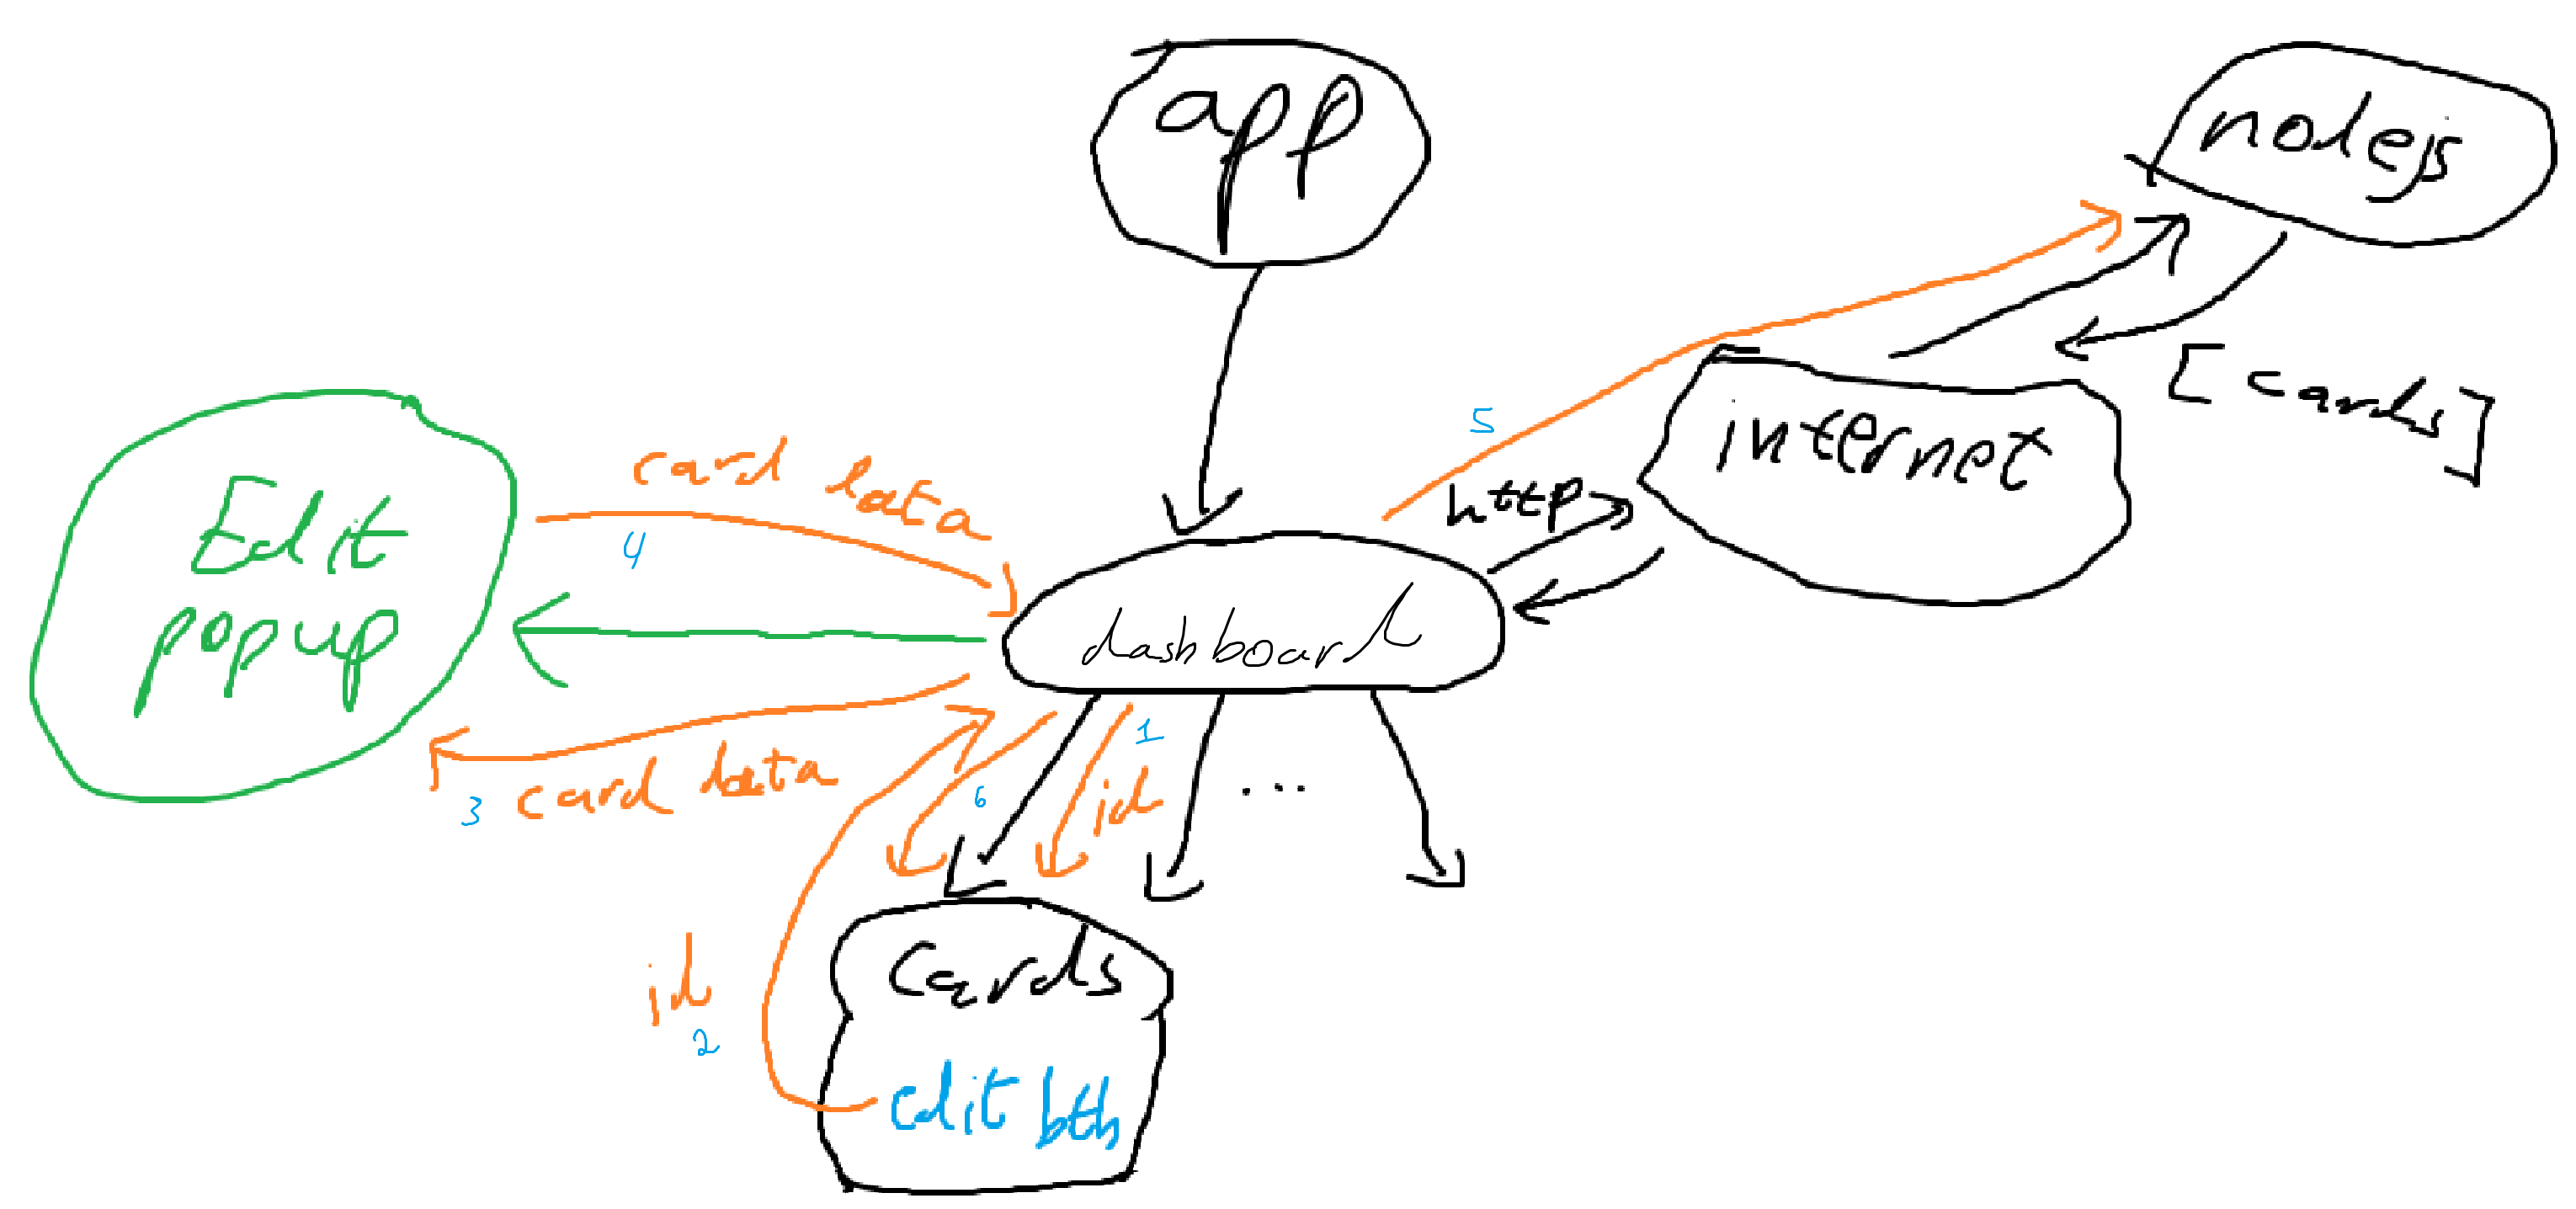 app
nodejs
[cards]
internet
5
http
card data
4
Edit
popup
dashboard
1
id
...
6
3
card data
id
2
Cards
edit btn